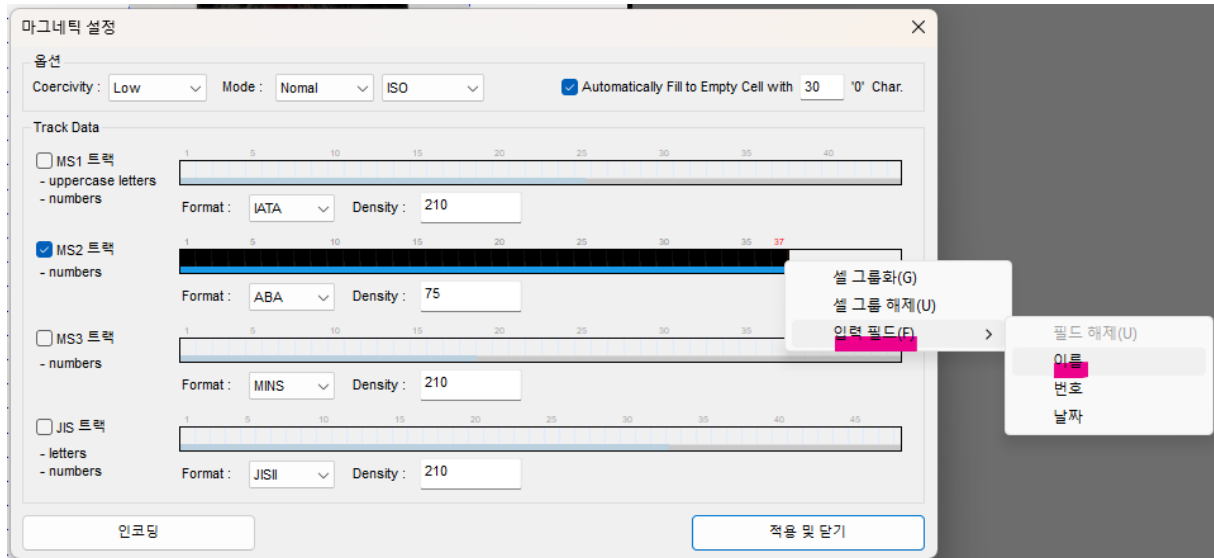 마그네틱 설정
옵션
Coercivity : Low Mode : Nomal ISO Automatically Fill to Empty Cell with 30 '0' Char.
Track Data
MS1 트랙
1 5 10 15 20 25 30 35 40
- uppercase letters
- numbers
Format : IATA Density : 210
MS2 트랙
1 5 10 15 20 25 30 35 37
- numbers
Format : ABA Density : 75
셀 그룹화(G)
셀 그룹 해제(U)
입력 필드(F)
필드 해제(U)
이름
번호
날짜
MS3 트랙
1 5 10 15 20 25 30 35
- numbers
Format : MINS Density : 210
JIS 트랙
1 5 10 15 20 25 30 35 40 45
- letters
- numbers
Format : JISII Density : 210
인코딩 적용 및 닫기